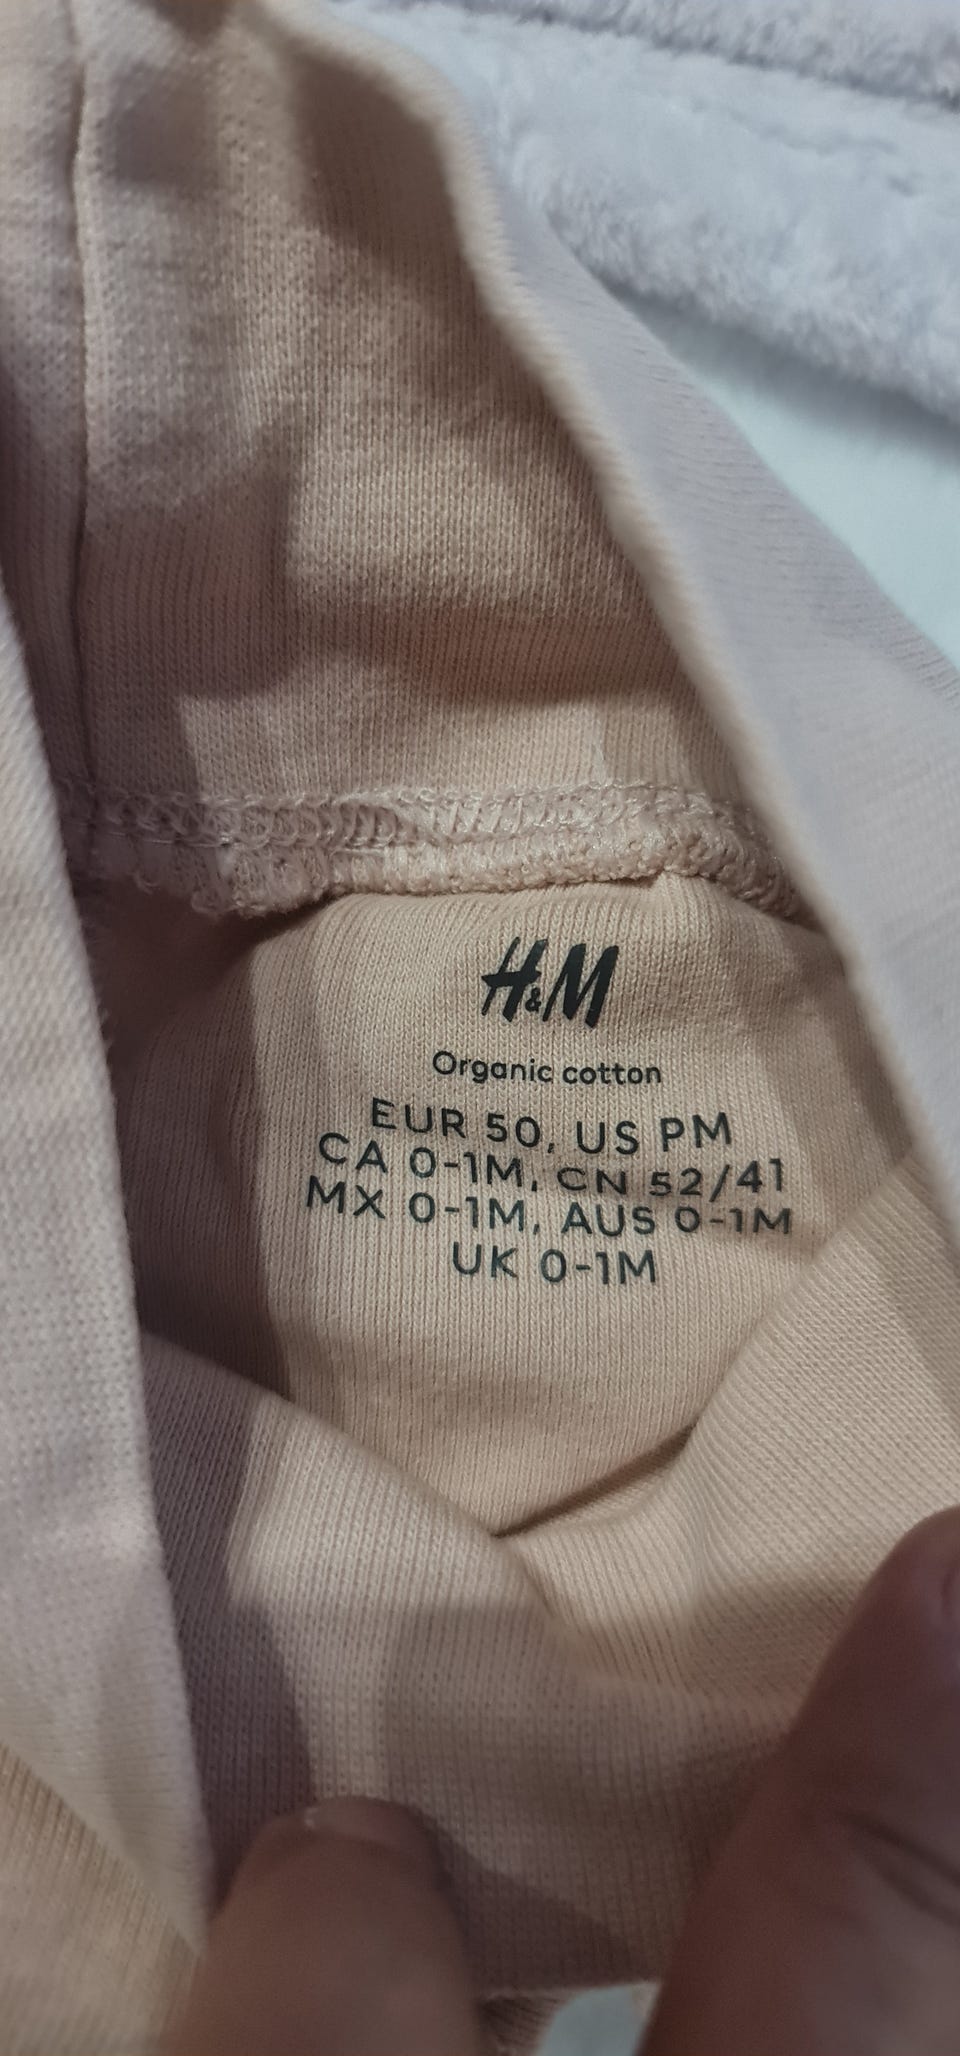 H&M
Organic cotton
EUR 50, US PM
CA 0-1M, CN 52/41
MX 0-1M, AUS 0-1M
UK 0-1M